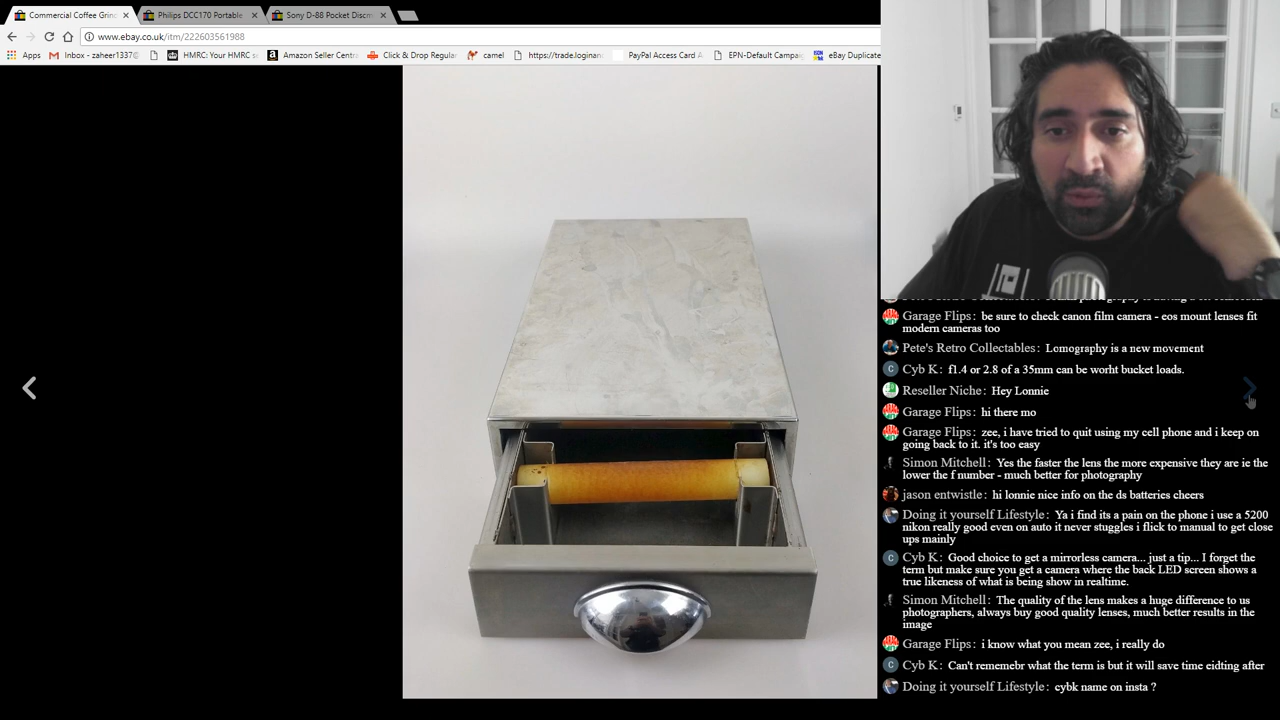 Commercial Coffee Grin
Philips DCC170 Portable
Sony D-88 Pocket Discm
www.ebay.co.uk/itm/222603561988
Apps Inbox - zaheer1337 HMRC: Your HMRC s Amazon Seller Centr Click & Drop Regular camel https://trade.loginan PayPal Access Card A EPN-Default Campai eBay Duplicate
Garage Flips: be sure to check canon film camera - eos mount lenses fit
modern cameras too
Pete's Retro Collectables: Lomography is a new movement
C Cyb K: f1.4 or 2.8 of a 35mm can be worht bucket loads.
Reseller Niche: Hey Lonnie
Garage Flips: hi there mo
Garage Flips: zee, i have tried to quit using my cell phone and i keep on
going back to it. it's too easy
Simon Mitchell: Yes the faster the lens the more expensive they are ie the
lower the f number - much better for photography
jason entwistle: hi lonnie nice info on the ds batteries cheers
Doing it yourself Lifestyle: Ya i find its a pain on the phone i use a 5200
nikon really good even on auto it never stuggles i flick to manual to get close
ups mainly
C Cyb K: Good choice to get a mirrorless camera... just a tip... I forget the
term but make sure you get a camera where the back LED screen shows a
true likeness of what is being show in realtime.
Simon Mitchell: The quality of the lens makes a huge difference to us
photographers, always buy good quality lenses, much better results in the
image
Garage Flips: i know what you mean zee, i really do
C Cyb K: Can't rememebr what the term is but it will save time eidting after
Doing it yourself Lifestyle: cybk name on insta ?